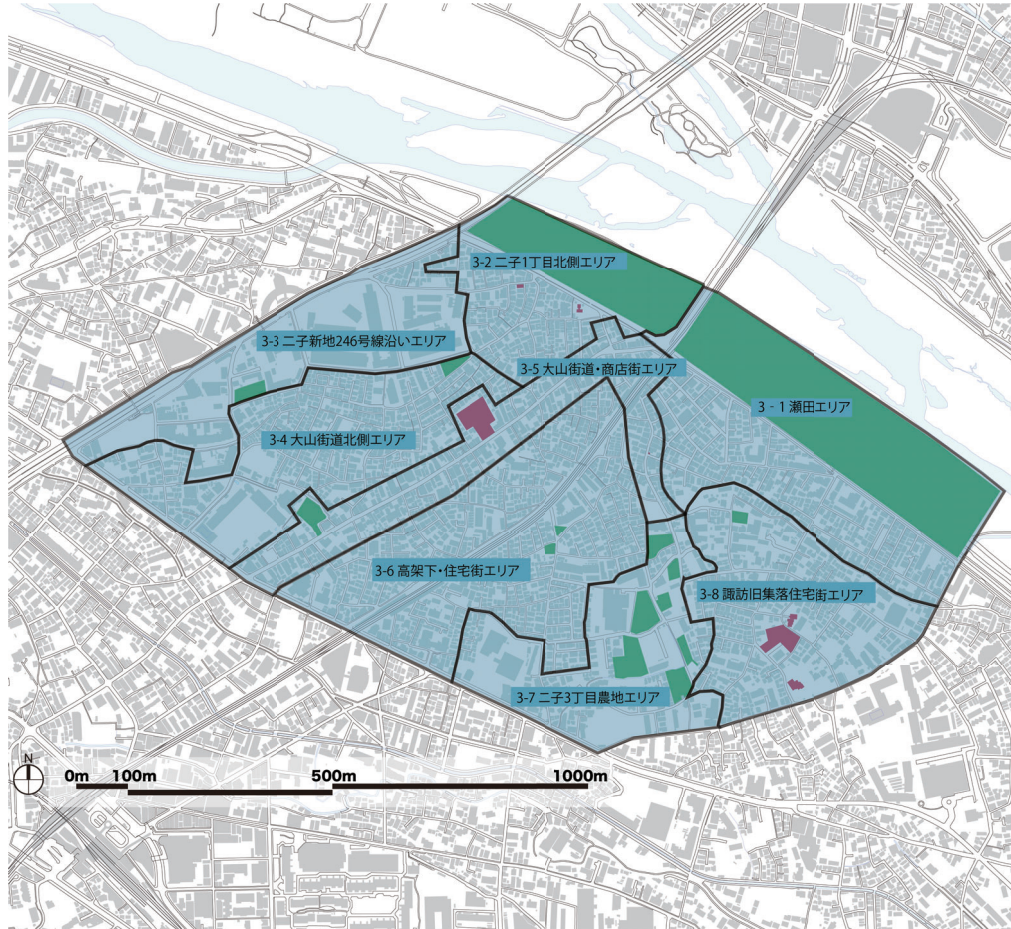 3-2 二子1丁目北側エリア
3-3 二子新地246号線沿いエリア
3-5 大山街道・商店街エリア
3‐1 瀬田エリア
3-4 大山街道北側エリア
3-6 高架下・住宅街エリア
3-8 諏訪旧集落住宅街エリア
3-7 二子3丁目農地エリア
N
0m 100m 500m 1000m